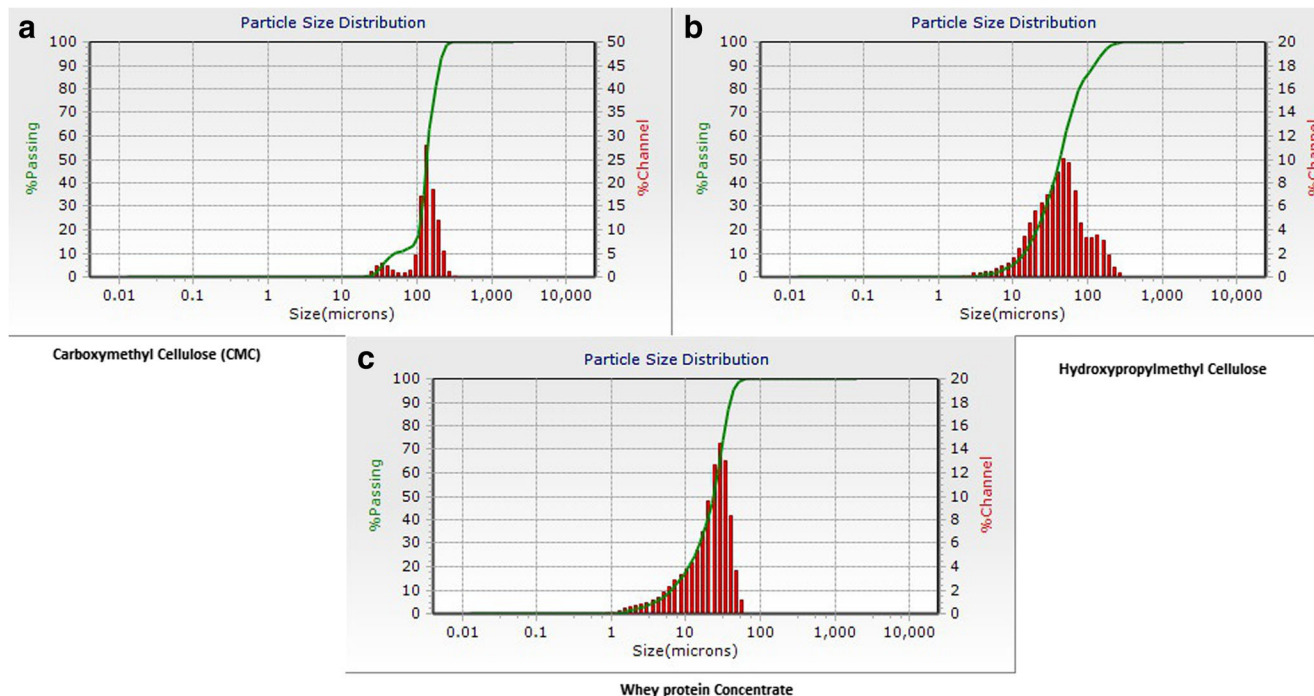 a
Particle Size Distribution
100 90 80 70 60 50 40 30 20 10 0
%Passing
50 45 40 35 30 25 20 15 10 5 0
%Channel
0.01 0.1 1 10 100 1,000 10,000
Size(microns)
Carboxymethyl Cellulose (CMC)
b
Particle Size Distribution
100 90 80 70 60 50 40 30 20 10 0
%Passing
20 18 16 14 12 10 8 6 4 2 0
%Channel
0.01 0.1 1 10 100 1,000 10,000
Size(microns)
Hydroxypropylmethyl Cellulose
c
Particle Size Distribution
100 90 80 70 60 50 40 30 20 10 0
%Passing
20 18 16 14 12 10 8 6 4 2 0
%Channel
0.01 0.1 1 10 100 1,000 10,000
Size(microns)
Whey protein Concentrate